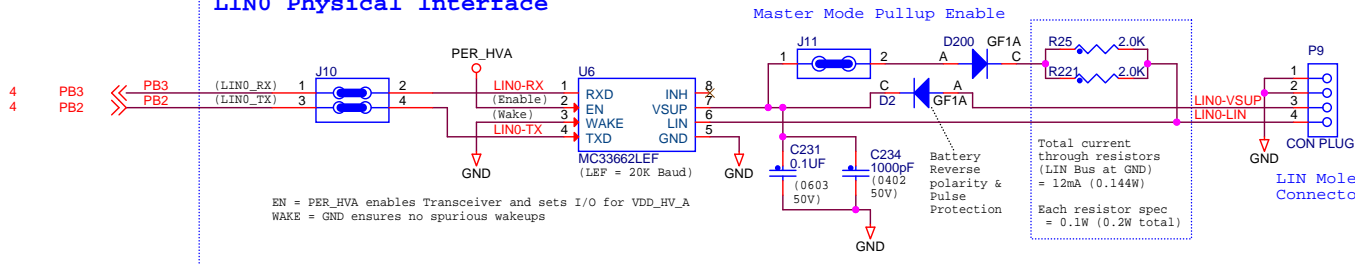 LIN0 Physical Interface
Master Mode Pullup Enable
PER_HVA
J10
U6
J11
D200
GF1A
R25
2.0K
R221
2.0K
P9
4
PB3
PB3
(LIN0_RX)
1
2
LIN0-RX
1
RXD
INH
8
4
PB2
PB2
(LIN0_TX)
3
4
(Enable)
2
EN
VSUP
7
(Wake)
3
WAKE
LIN
6
LIN0-TX
4
TXD
GND
5
MC33662LEF
(LEF = 20K Baud)
1
2
A
C
C
A
D2
GF1A
LIN0-VSUP
LIN0-LIN
1
2
3
4
GND
CON PLUG
GND
GND
C231
0.1UF
(0603
50V)
C234
1000pF
(0402
50V)
GND
Battery
Reverse
polarity &
Pulse
Protection
Total current
through resistors
(LIN Bus at GND)
= 12mA (0.144W)
Each resistor spec
= 0.1W (0.2W total)
LIN Mole
Connecto
EN = PER_HVA enables Transceiver and sets I/O for VDD_HV_A
WAKE = GND ensures no spurious wakeups